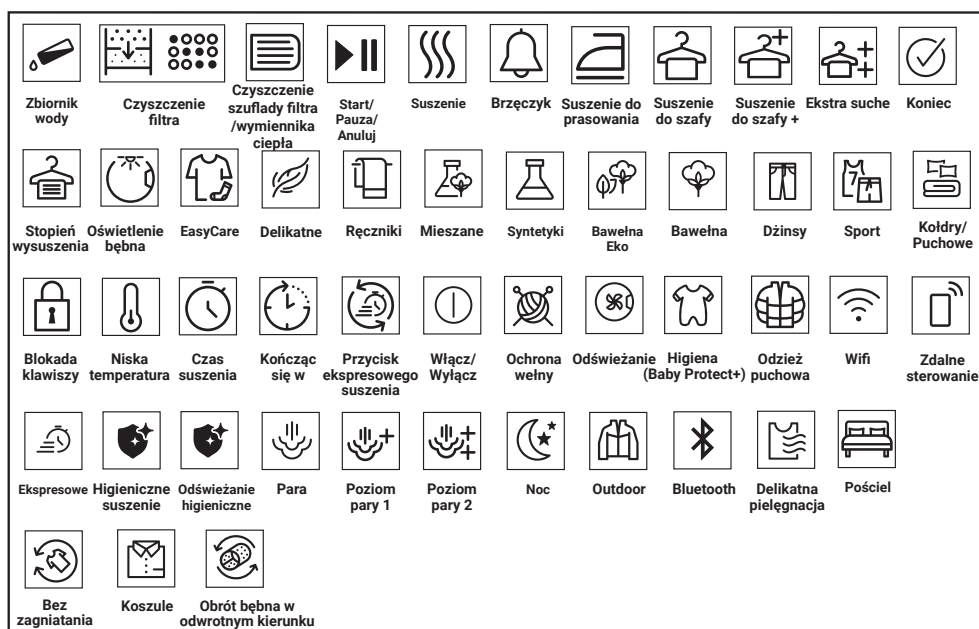 Zbiornik
wody
Czyszczenie
filtra
Czyszczenie
szuflady filtra
/wymiennika
ciepła
Start/
Pauza/
Anuluj
Suszenie
Brzęczyk
Suszenie do
prasowania
Suszenie
do szafy
Suszenie
do szafy +
Ekstra suche
Koniec
Stopień
wysuszenia
Oświetlenie
bębna
EasyCare
Delikatne
Ręczniki
Mieszane
Syntetyki
Bawełna
Eko
Bawełna
Dżinsy
Sport
Kołdry/
Puchowe
Blokada
klawiszy
Niska
temperatura
Czas
suszenia
Kończąc
się w
Przycisk
ekspresowego
suszenia
Włącz/
Wyłącz
Ochrona
wełny
Odświeżanie
Higiena
(Baby Protect+)
Odzież
puchowa
Wifi
Zdalne
sterowanie
Ekspresowe
Higieniczne
suszenie
Odświeżanie
higieniczne
Para
Poziom
pary 1
Poziom
pary 2
Noc
Outdoor
Bluetooth
Delikatna
pielęgnacja
Pościel
Bez
zagniatania
Koszule
Obrót bębna w
odwrotnym kierunku